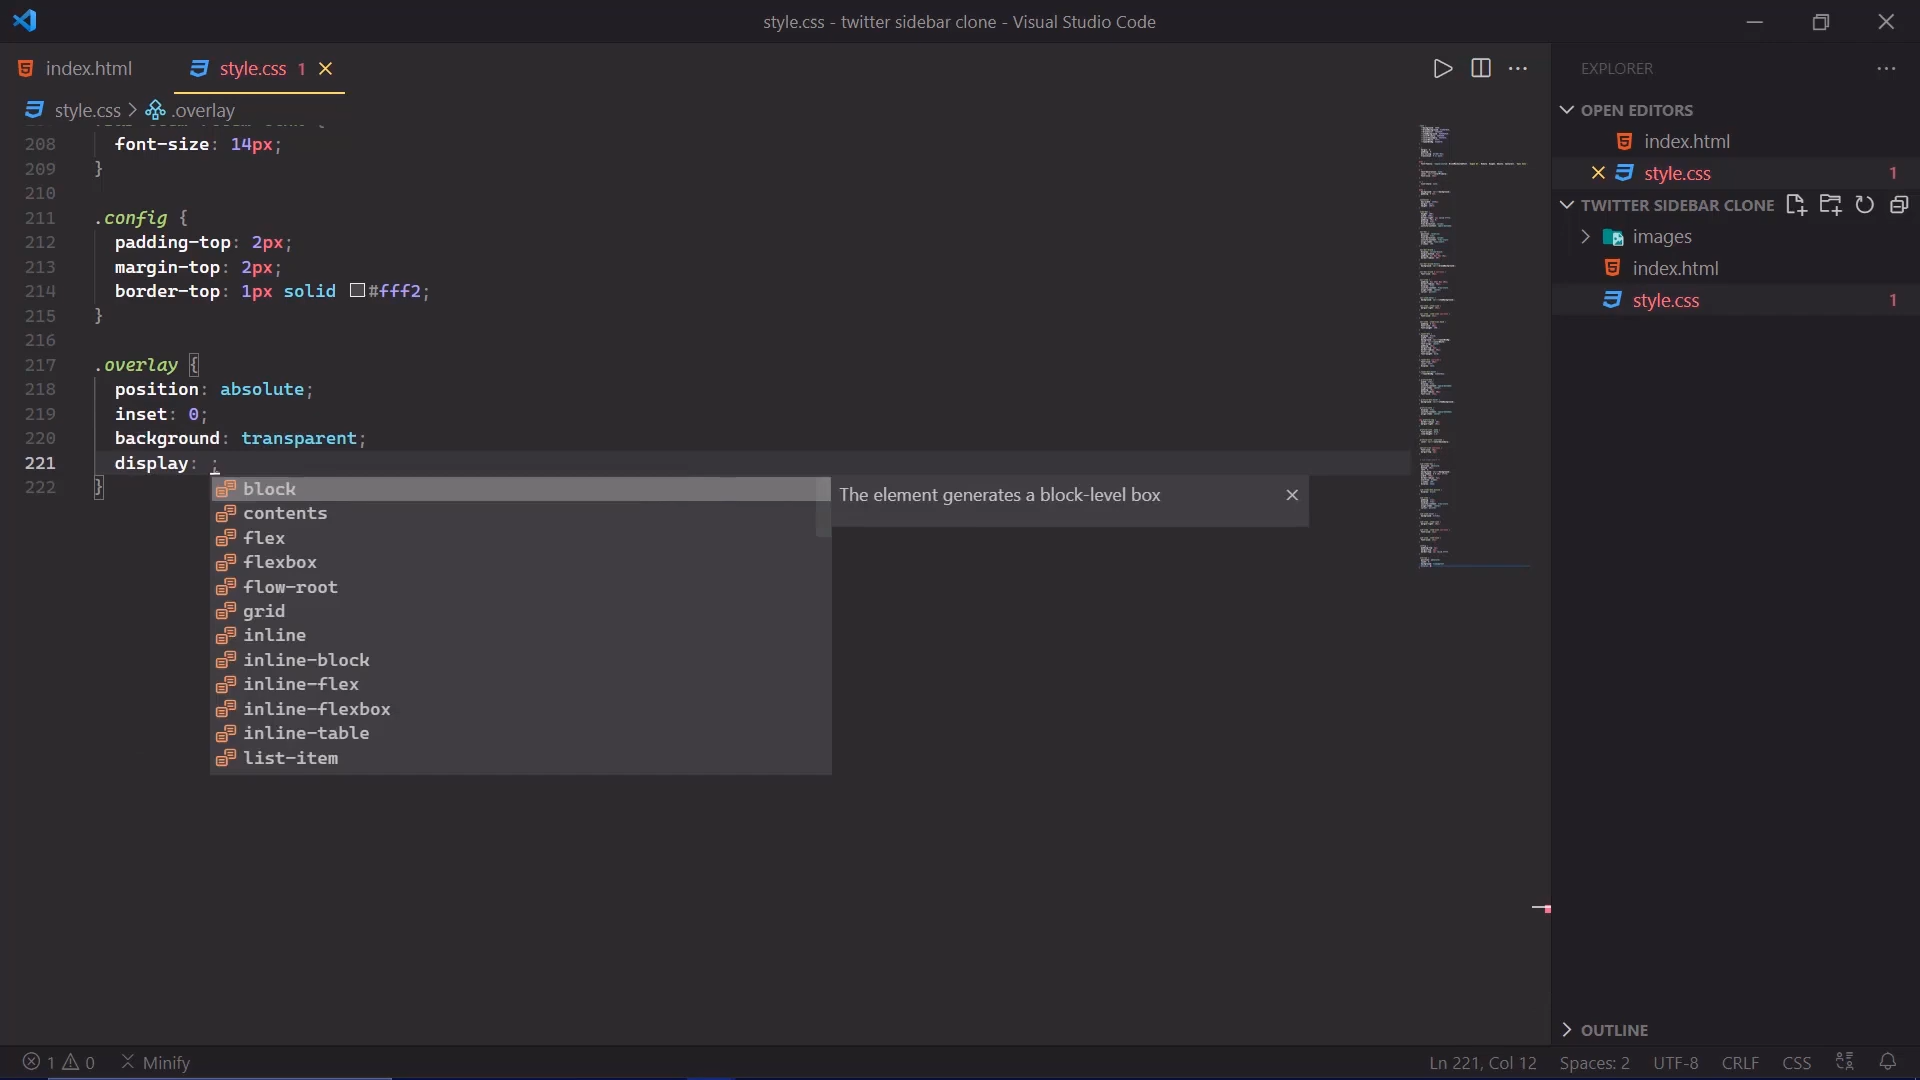 style.css - twitter sidebar clone - Visual Studio Code
index.html
style.css 1
style.css > .overlay
208 font-size: 14px;
209 }
210
211 .config {
212 padding-top: 2px;
213 margin-top: 2px;
214 border-top: 1px solid #fff2;
215 }
216
217 .overlay {
218 position: absolute;
219 inset: 0;
220 background: transparent;
221 display: ;
222 }
block
The element generates a block-level box
contents
flex
flexbox
flow-root
grid
inline
inline-block
inline-flex
inline-flexbox
inline-table
list-item
EXPLORER
OPEN EDITORS
index.html
style.css 1
TWITTER SIDEBAR CLONE
images
index.html
style.css 1
OUTLINE
1 0 Minify
Ln 221, Col 12 Spaces: 2 UTF-8 CRLF CSS